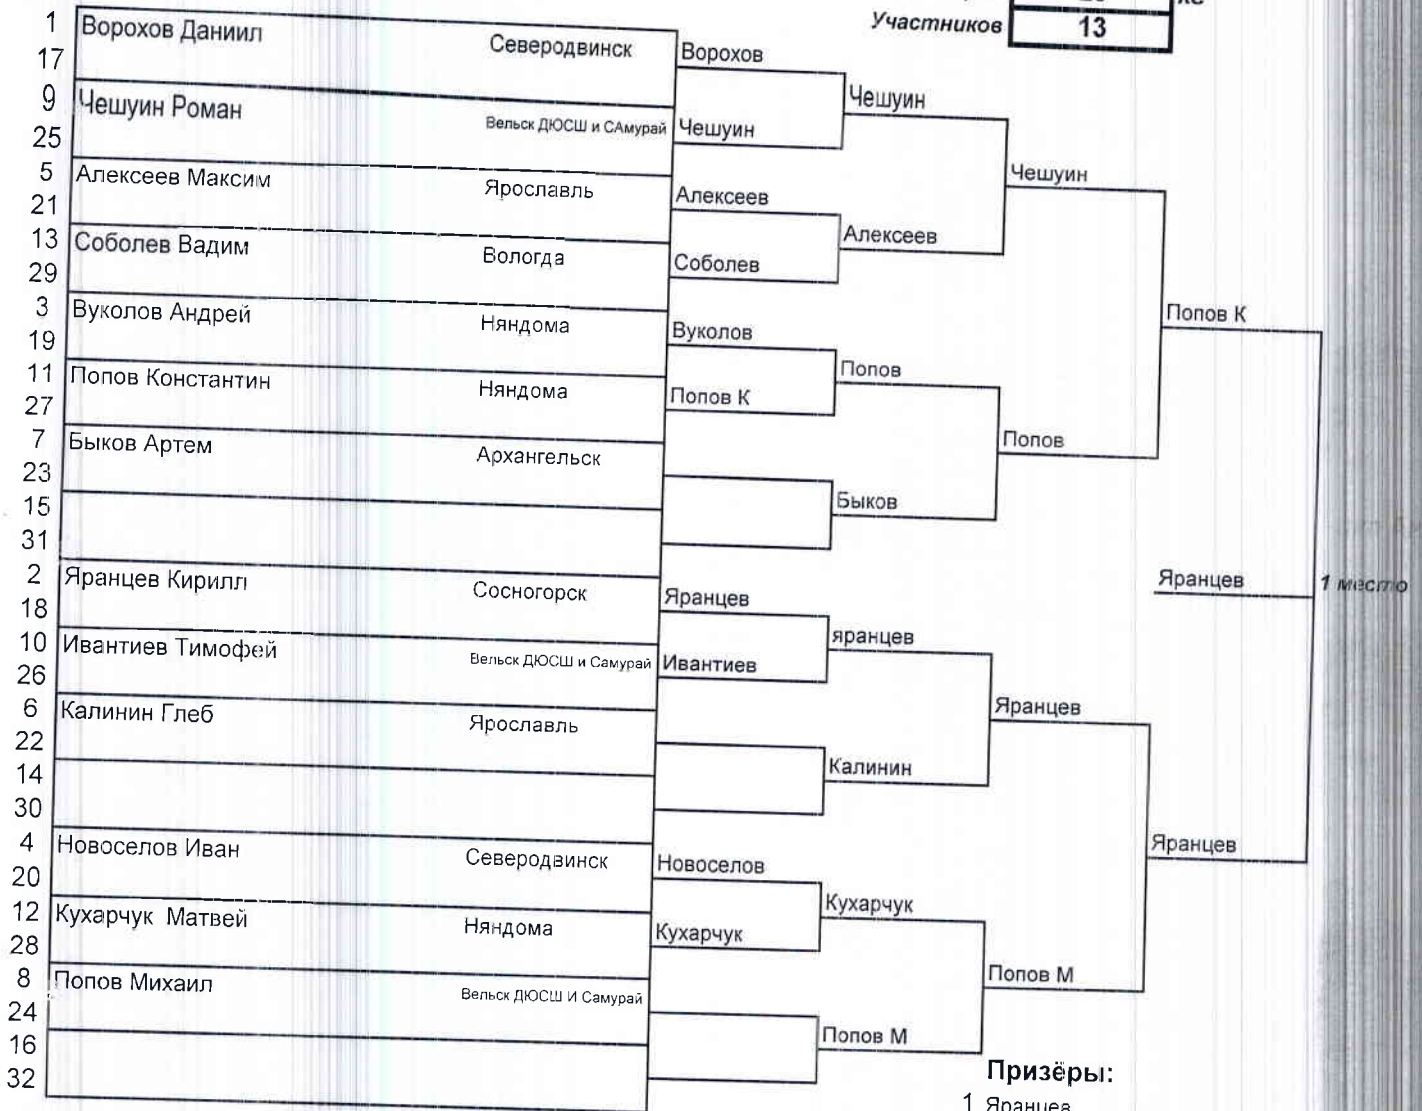 Участников 13
1 Ворохов Даниил Северодвинск
17
9 Чешуин Роман Вельск ДЮСШ и САмурай
25
5 Алексеев Максим Ярославль
21
13 Соболев Вадим Вологда
29
3 Вуколов Андрей Няндома
19
11 Попов Константин Няндома
27
7 Быков Артем Архангельск
23
15
31
2 Яранцев Кирилл Сосногорск
18
10 Ивантиев Тимофей Вельск ДЮСШ и Самурай
26
6 Калинин Глеб Ярославль
22
14
30
4 Новоселов Иван Северодвинск
20
12 Кухарчук Матвей Няндома
28
8 Попов Михаил Вельск ДЮСШ И Самурай
24
16
32
Ворохов
Чешуин
Алексеев
Соболев
Вуколов
Попов К
Яранцев
Ивантиев
Новоселов
Кухарчук
Чешуин
Алексеев
Попов
Быков
яранцев
Калинин
Кухарчук
Попов М
Чешуин
Попов
Яранцев
Попов М
Попов К
Яранцев
Яранцев 1 место
Призёры:
1 Яранцев